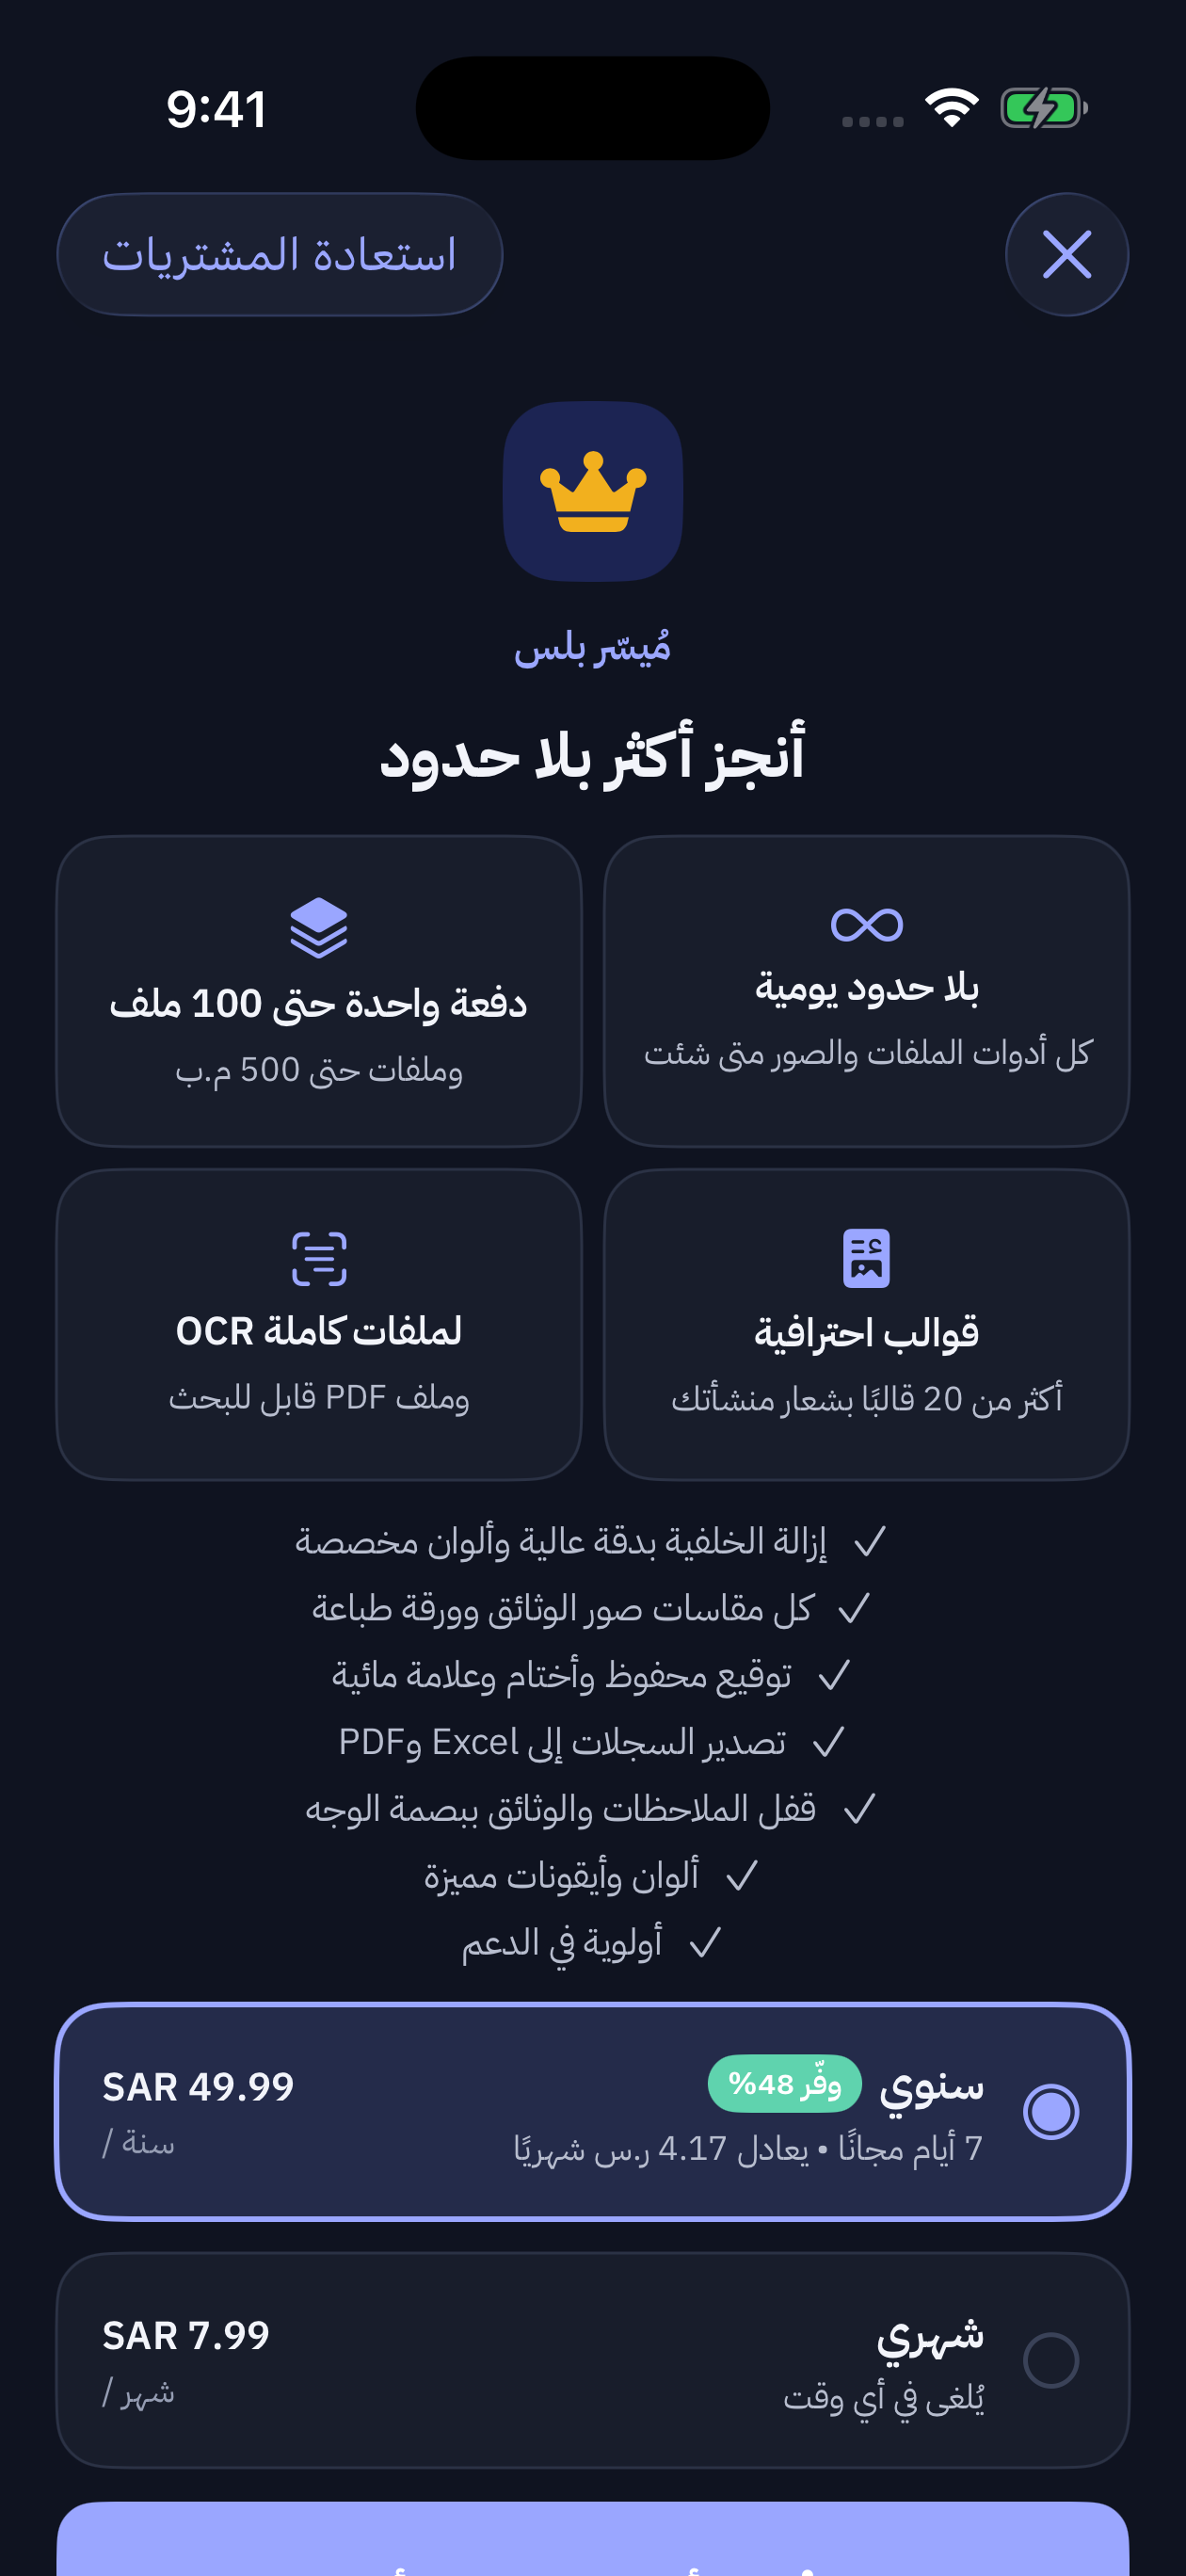 9:41
استعادة المشتريات
مُيسّر بلس
أنجز أكثر بلا حدود
بلا حدود يومية
كل أدوات الملفات والصور متى شئت
دفعة واحدة حتى 100 ملف
وملفات حتى 500 م.ب
قوالب احترافية
أكثر من 20 قالبًا بشعار منشأتك
OCR لملفات كاملة
وملف PDF قابل للبحث
إزالة الخلفية بدقة عالية وألوان مخصصة
كل مقاسات صور الوثائق وورقة طباعة
توقيع محفوظ وأختام وعلامة مائية
تصدير السجلات إلى Excel وPDF
قفل الملاحظات والوثائق ببصمة الوجه
ألوان وأيقونات مميزة
أولوية في الدعم
سنوي وفّر 48%
SAR 49.99
7 أيام مجانًا • يعادل 4.17 ر.س شهريًا
/ سنة
شهري
SAR 7.99
يُلغى في أي وقت
/ شهر